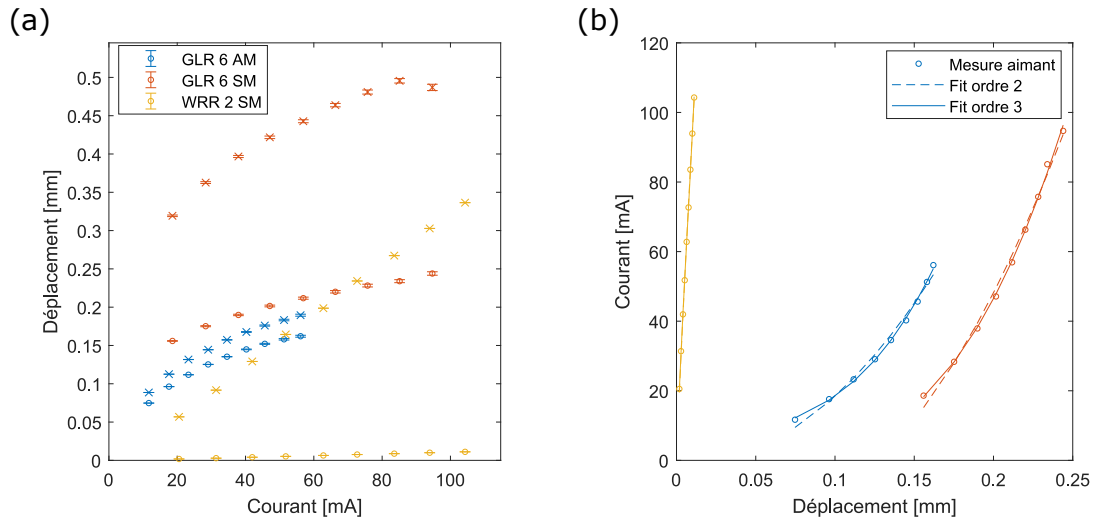 (a)
GLR 6 AM
GLR 6 SM
WRR 2 SM
Déplacement [mm]
0.5
0.45
0.4
0.35
0.3
0.25
0.2
0.15
0.1
0.05
0
0 20 40 60 80 100
Courant [mA]
(b)
Mesure aimant
Fit ordre 2
Fit ordre 3
Courant [mA]
120
100
80
60
40
20
0
0 0.05 0.1 0.15 0.2 0.25
Déplacement [mm]